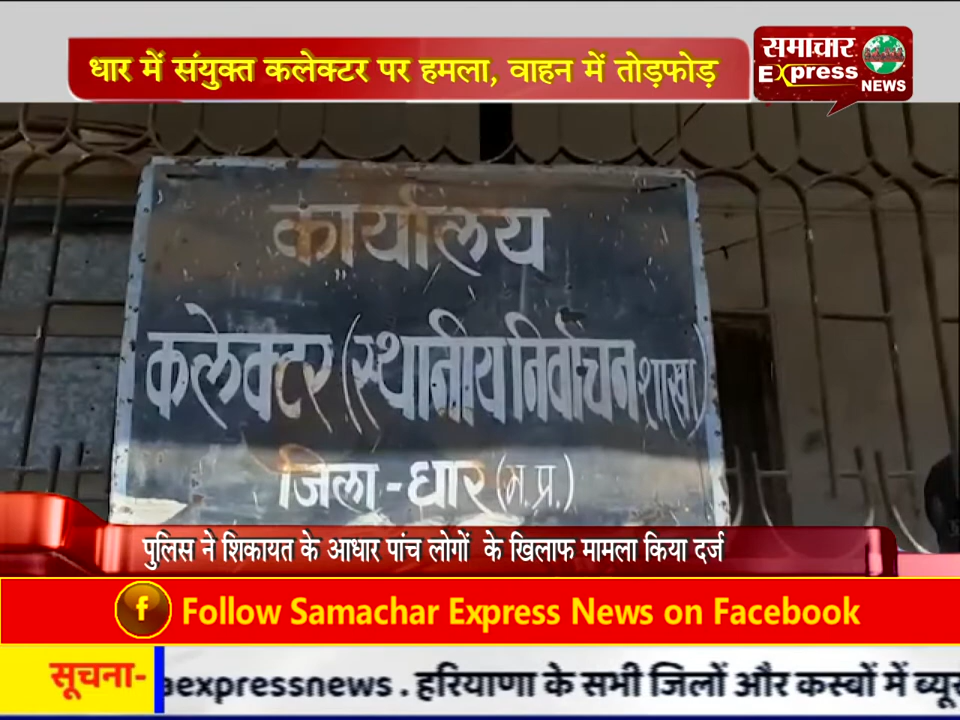 धार में संयुक्त कलेक्टर पर हमला, वाहन में तोड़फोड़
समाचार
Express
NEWS
कार्यालय
कलेक्टर (स्थानीय निर्वाचन शाखा)
जिला - धार (म.प्र.)
पुलिस ने शिकायत के आधार पांच लोगों के खिलाफ मामला किया दर्ज
f Follow Samachar Express News on Facebook
सूचना- expressnews . हरियाणा के सभी जिलों और कस्बों में